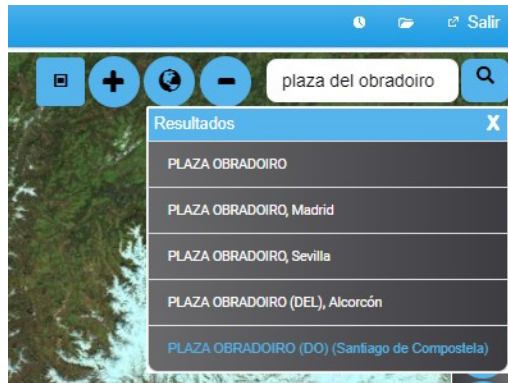 Salir
plaza del obradoiro
Resultados X
PLAZA OBRADOIRO
PLAZA OBRADOIRO, Madrid
PLAZA OBRADOIRO, Sevilla
PLAZA OBRADOIRO (DEL), Alcorcón
PLAZA OBRADOIRO (DO) (Santiago de Compostela)